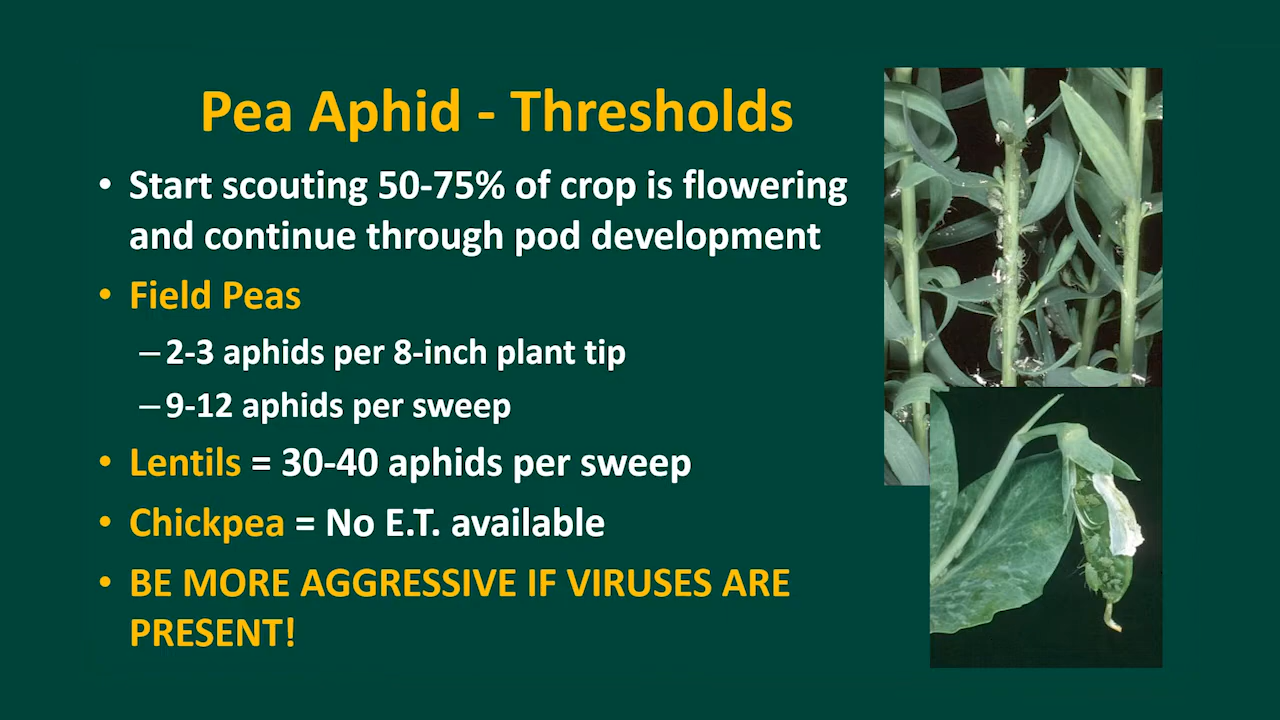 Pea Aphid - Thresholds
• Start scouting 50-75% of crop is flowering
and continue through pod development
• Field Peas
– 2-3 aphids per 8-inch plant tip
– 9-12 aphids per sweep
• Lentils = 30-40 aphids per sweep
• Chickpea = No E.T. available
• BE MORE AGGRESSIVE IF VIRUSES ARE
PRESENT!